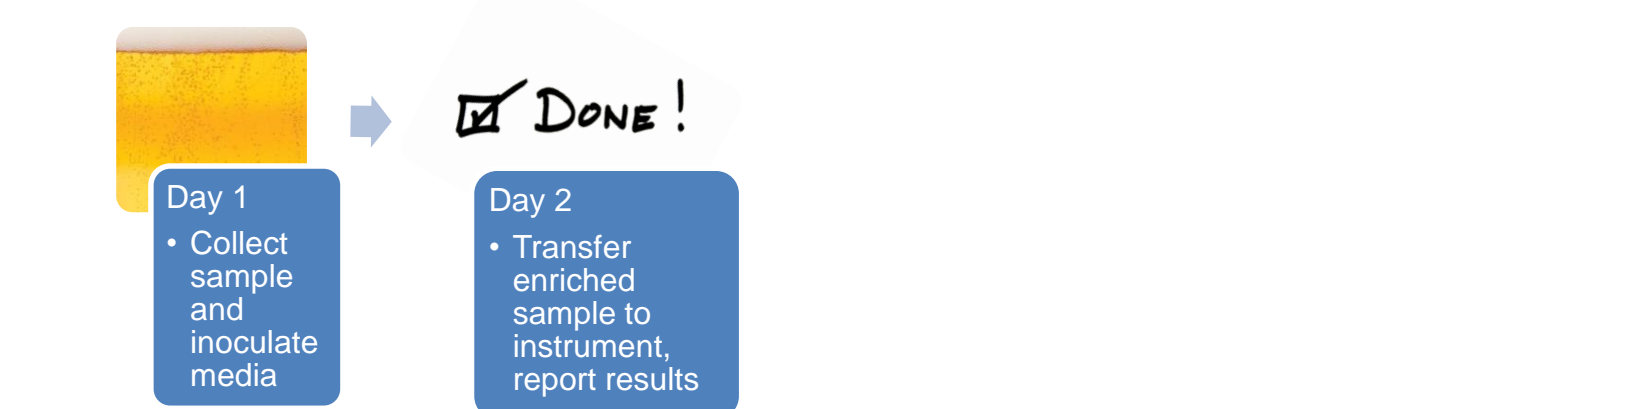 DONE!
Day 1
• Collect
sample
and
inoculate
media
Day 2
• Transfer
enriched
sample to
instrument,
report results